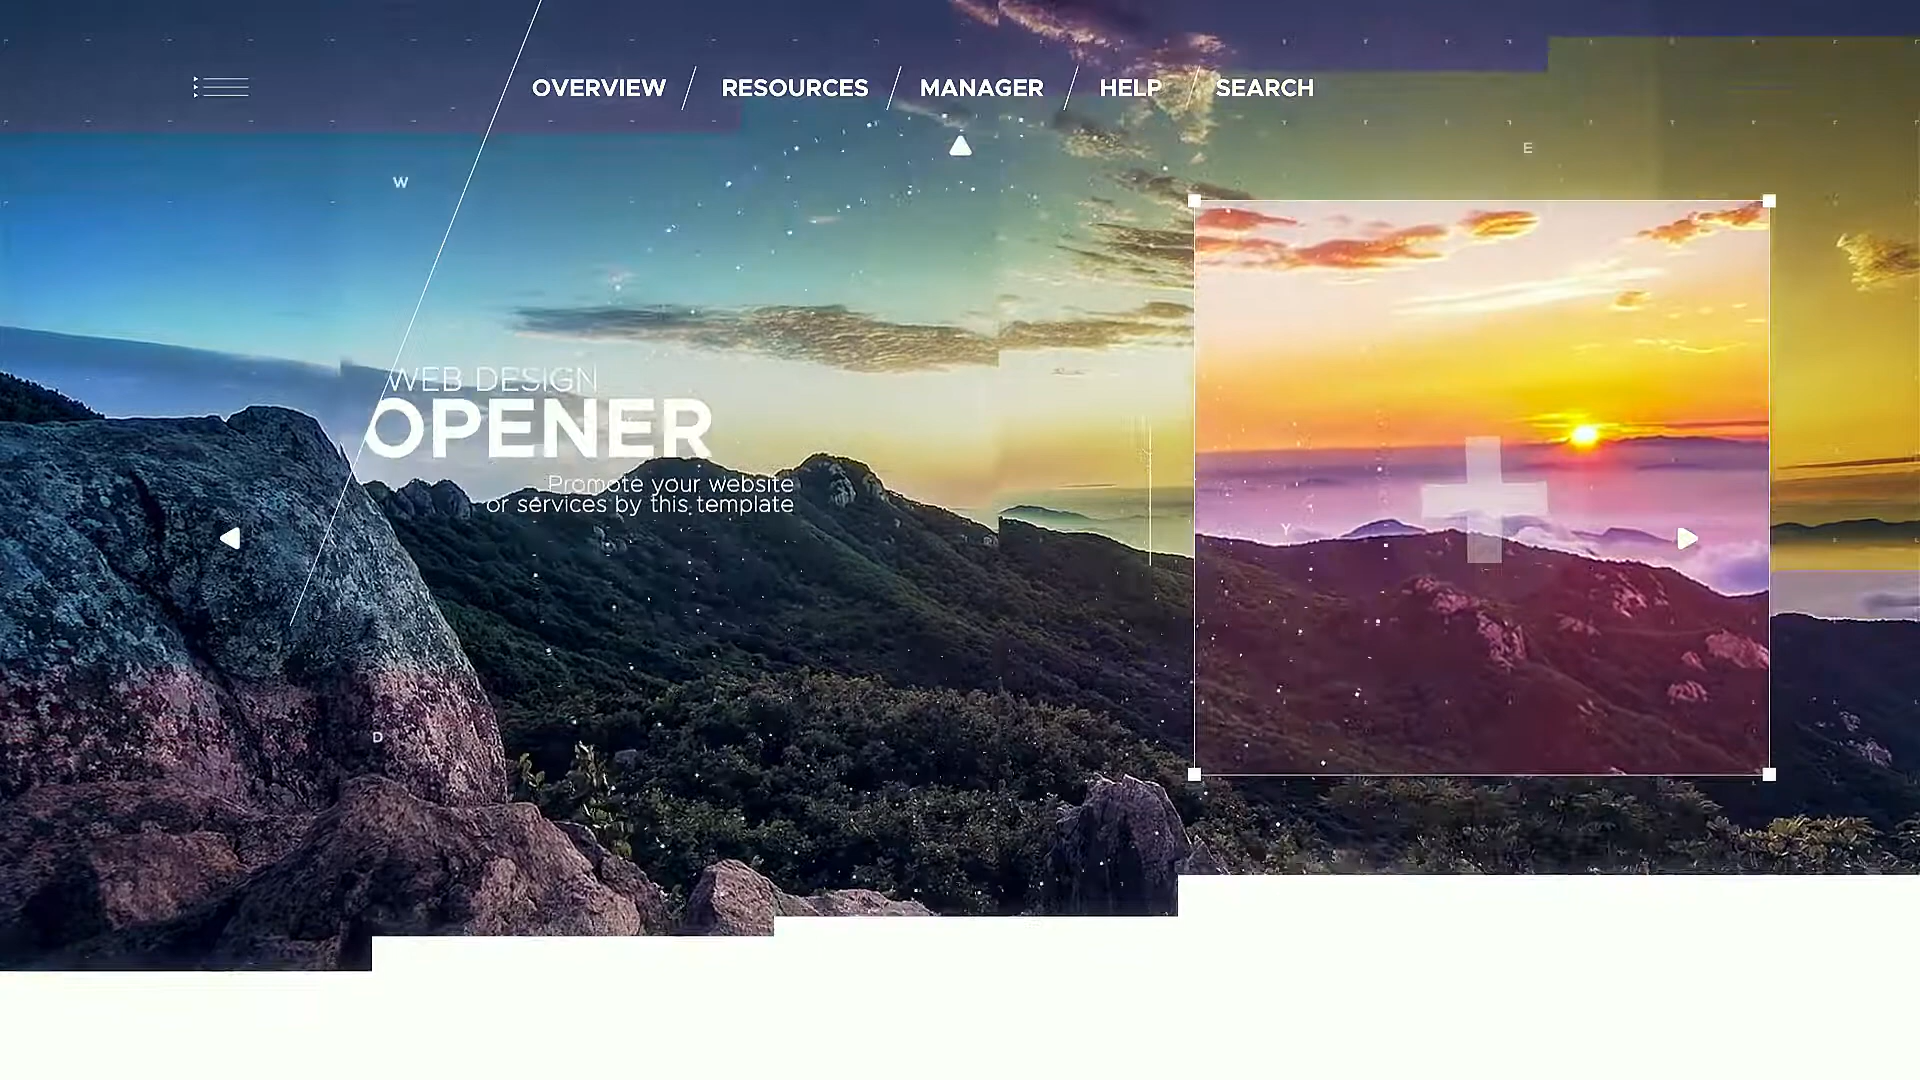 OVERVIEW / RESOURCES / MANAGER / HELP / SEARCH
E
W
WEB DESIGN
OPENER
Promote your website
or services by this template
Y
D